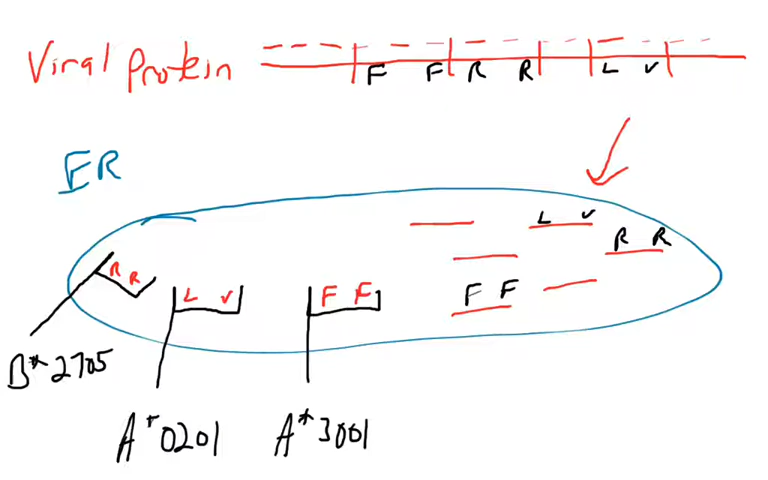 Viral Protein
F F R R L V
ER
L V
R R
R R
L V
F F
F F
B*2705
A*0201
A*3001